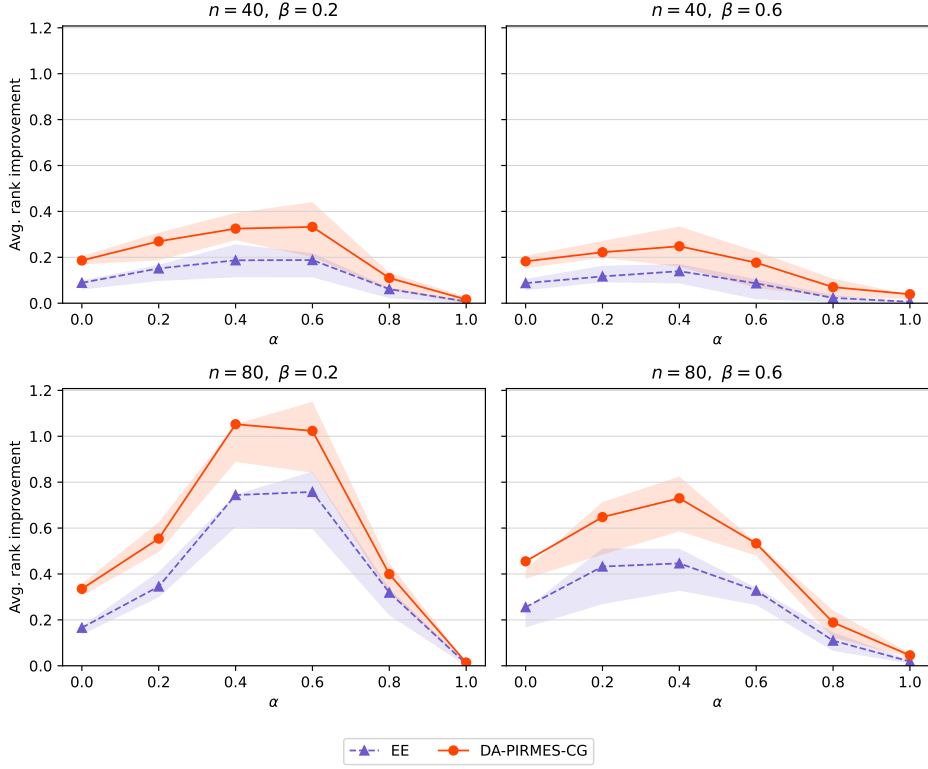 n = 40, β = 0.2
n = 40, β = 0.6
Avg. rank improvement
1.2
1.0
0.8
0.6
0.4
0.2
0.0
0.0 0.2 0.4 0.6 0.8 1.0
α
0.0 0.2 0.4 0.6 0.8 1.0
α
n = 80, β = 0.2
n = 80, β = 0.6
Avg. rank improvement
1.2
1.0
0.8
0.6
0.4
0.2
0.0
0.0 0.2 0.4 0.6 0.8 1.0
α
0.0 0.2 0.4 0.6 0.8 1.0
α
EE
DA-PIRMES-CG